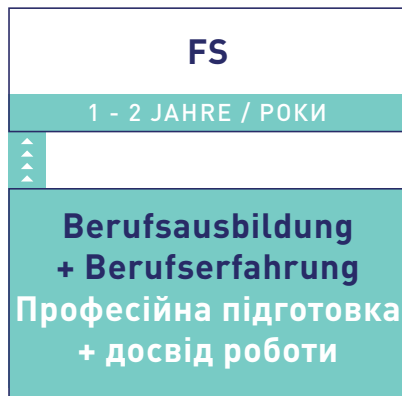 FS
1 - 2 JAHRE / РОКИ
Berufsausbildung
+ Berufserfahrung
Професійна підготовка
+ досвід роботи